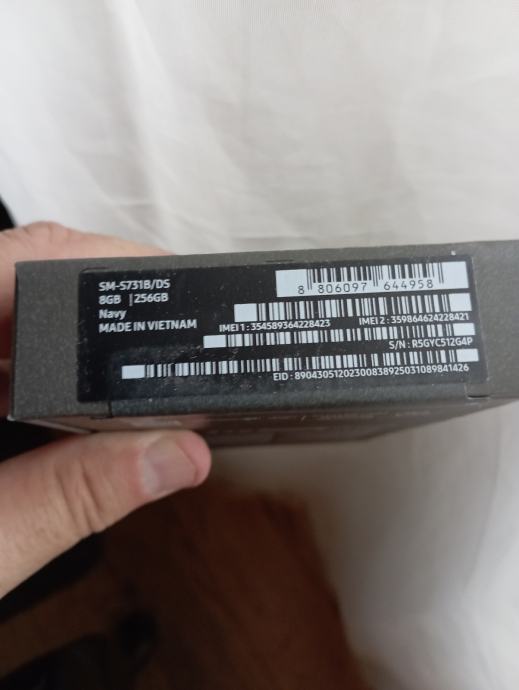 SM-S731B/DS
8GB | 256GB
Navy
MADE IN VIETNAM
8 806097 644958
IMEI 1 : 354589364228423 IMEI 2 : 359864624228421
S/N : R5GYC512G4P
EID : 89043051202300838925031089841426